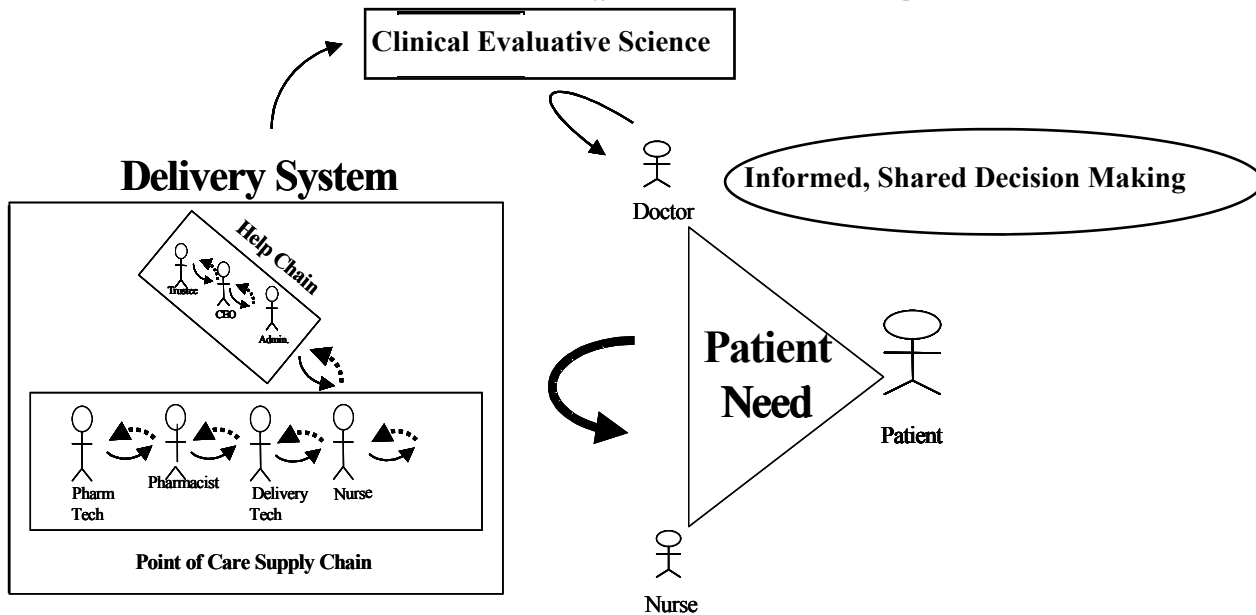 Clinical Evaluative Science
Delivery System
Informed, Shared Decision Making
Doctor
Help Chain
Trustee
CEO
Admin.
Patient
Need
Patient
Pharm
Tech
Pharmacist
Delivery
Tech
Nurse
Point of Care Supply Chain
Nurse